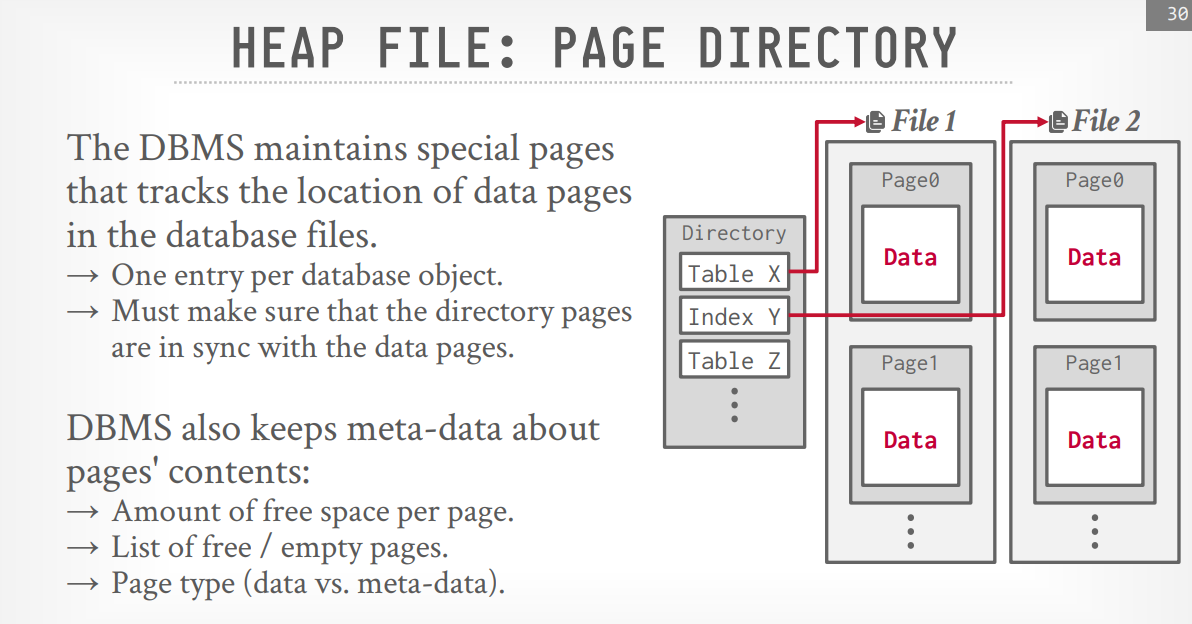 30
HEAP FILE: PAGE DIRECTORY
The DBMS maintains special pages
that tracks the location of data pages
in the database files.
→ One entry per database object.
→ Must make sure that the directory pages
are in sync with the data pages.
DBMS also keeps meta-data about
pages' contents:
→ Amount of free space per page.
→ List of free / empty pages.
→ Page type (data vs. meta-data).
Directory
Table X
Index Y
Table Z
File 1
Page0
Data
Page1
Data
File 2
Page0
Data
Page1
Data